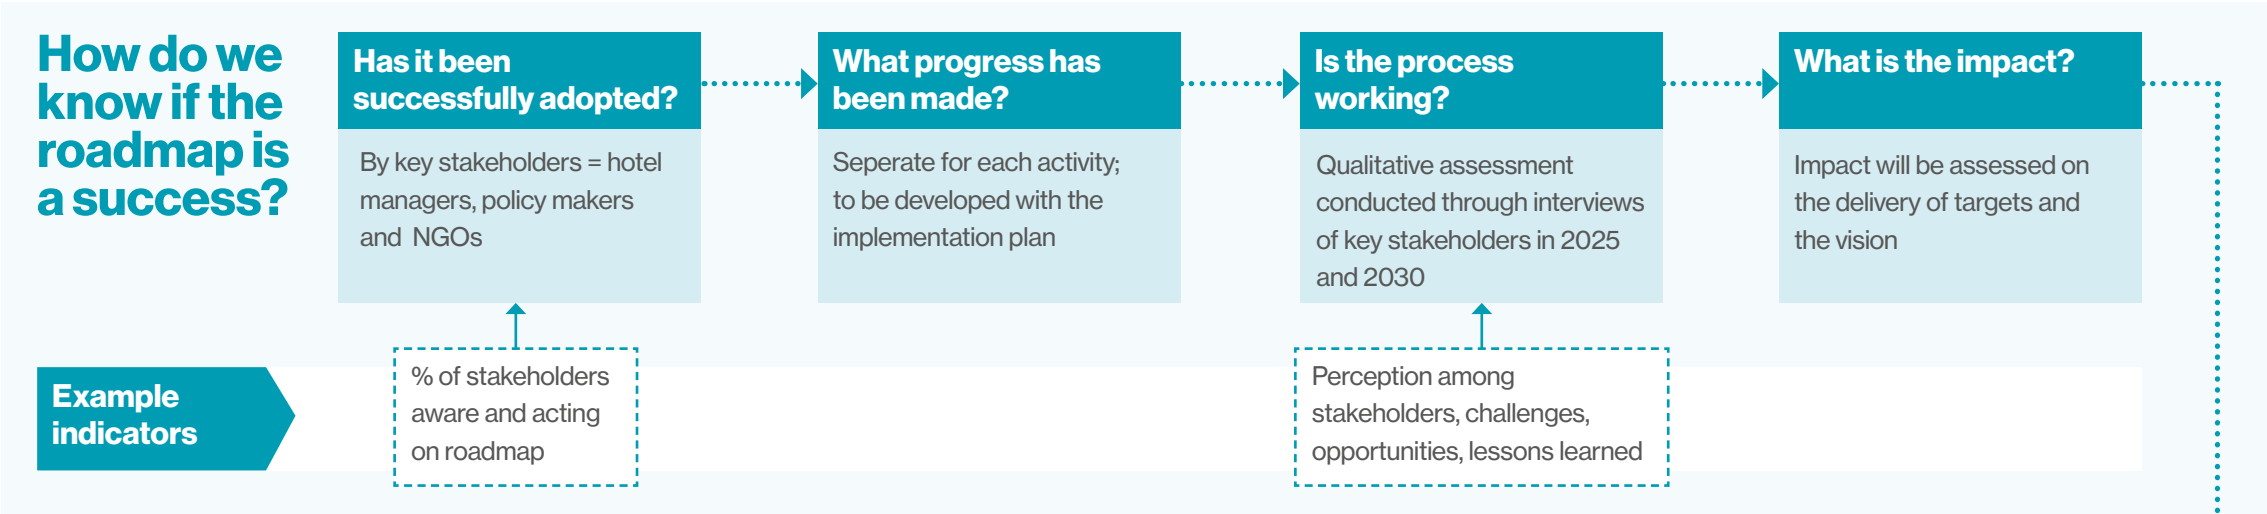 How do we
know if the
roadmap is
a success?
Has it been
successfully adopted?
By key stakeholders = hotel
managers, policy makers
and NGOs
What progress has
been made?
Seperate for each activity;
to be developed with the
implementation plan
Is the process
working?
Qualitative assessment
conducted through interviews
of key stakeholders in 2025
and 2030
What is the impact?
Impact will be assessed on
the delivery of targets and
the vision
Example
indicators
% of stakeholders
aware and acting
on roadmap
Perception among
stakeholders, challenges,
opportunities, lessons learned